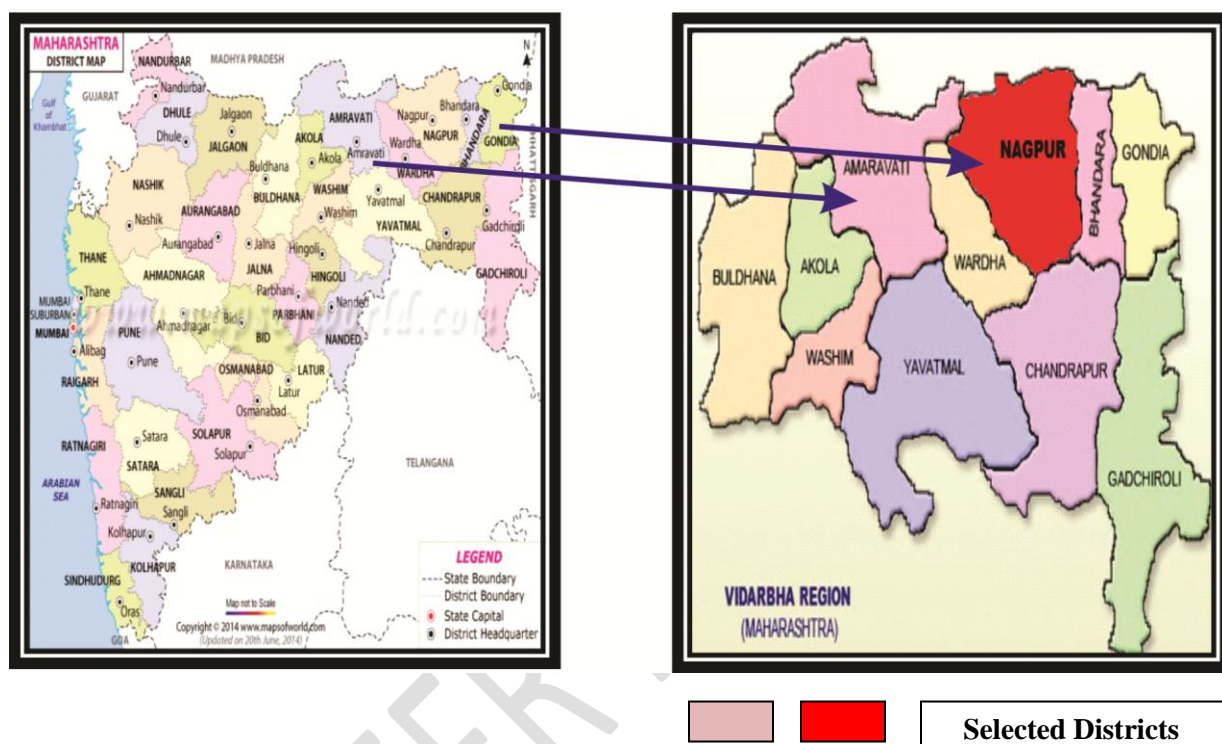 MAHARASHTRA
DISTRICT MAP
NANDURBAR
MADHYA PRADESH
N
Nandurbar
GUJARAT
Gulf
of
Khambhat
DHULE
Dhule
Jalgaon
JALGAON
AKOLA
Akola
AMRAVATI
Amravati
Nagpur
NAGPUR
Bhandara
BHANDARA
Gondia
GONDIA
CHHATTISGARH
Wardha
WARDHA
Buldhana
BULDHANA
WASHIM
Washim
Yavatmal
YAVATMAL
CHANDRAPUR
Chandrapur
Gadchirdli
GADCHIROLI
NASHIK
Nashik
AURANGABAD
Aurangabad
Jalna
JALNA
Hingoli
HINGOLI
THANE
Thane
AHMADNAGAR
Ahmadnagar
Parbhani
PARBHANI
Nanded
NANDED
MUMBAI
SUBURBAN
MUMBAI
www.mapsofworld.com
Bid
BID
Alibag
RAIGARH
PUNE
Pune
OSMANABAD
Osmanabad
LATUR
Latur
SOLAPUR
Solapur
RATNAGIRI
Ratnagiri
Satara
SATARA
SANGLI
Sangli
TELANGANA
ARABIAN
SEA
Kolhapur
KOLHAPUR
KARNATAKA
SINDHUDURG
Oras
GOA
Map not to Scale
Copyright © 2014 www.mapsofworld.com
(Updated on 20th June, 2014)
LEGEND
State Boundary
District Boundary
State Capital
District Headquarter
NAGPUR
AMARAVATI
BHANDARA
GONDIA
BULDHANA
AKOLA
WARDHA
WASHIM
YAVATMAL
CHANDRAPUR
GADCHIROLI
VIDARBHA REGION
(MAHARASHTRA)
Selected Districts